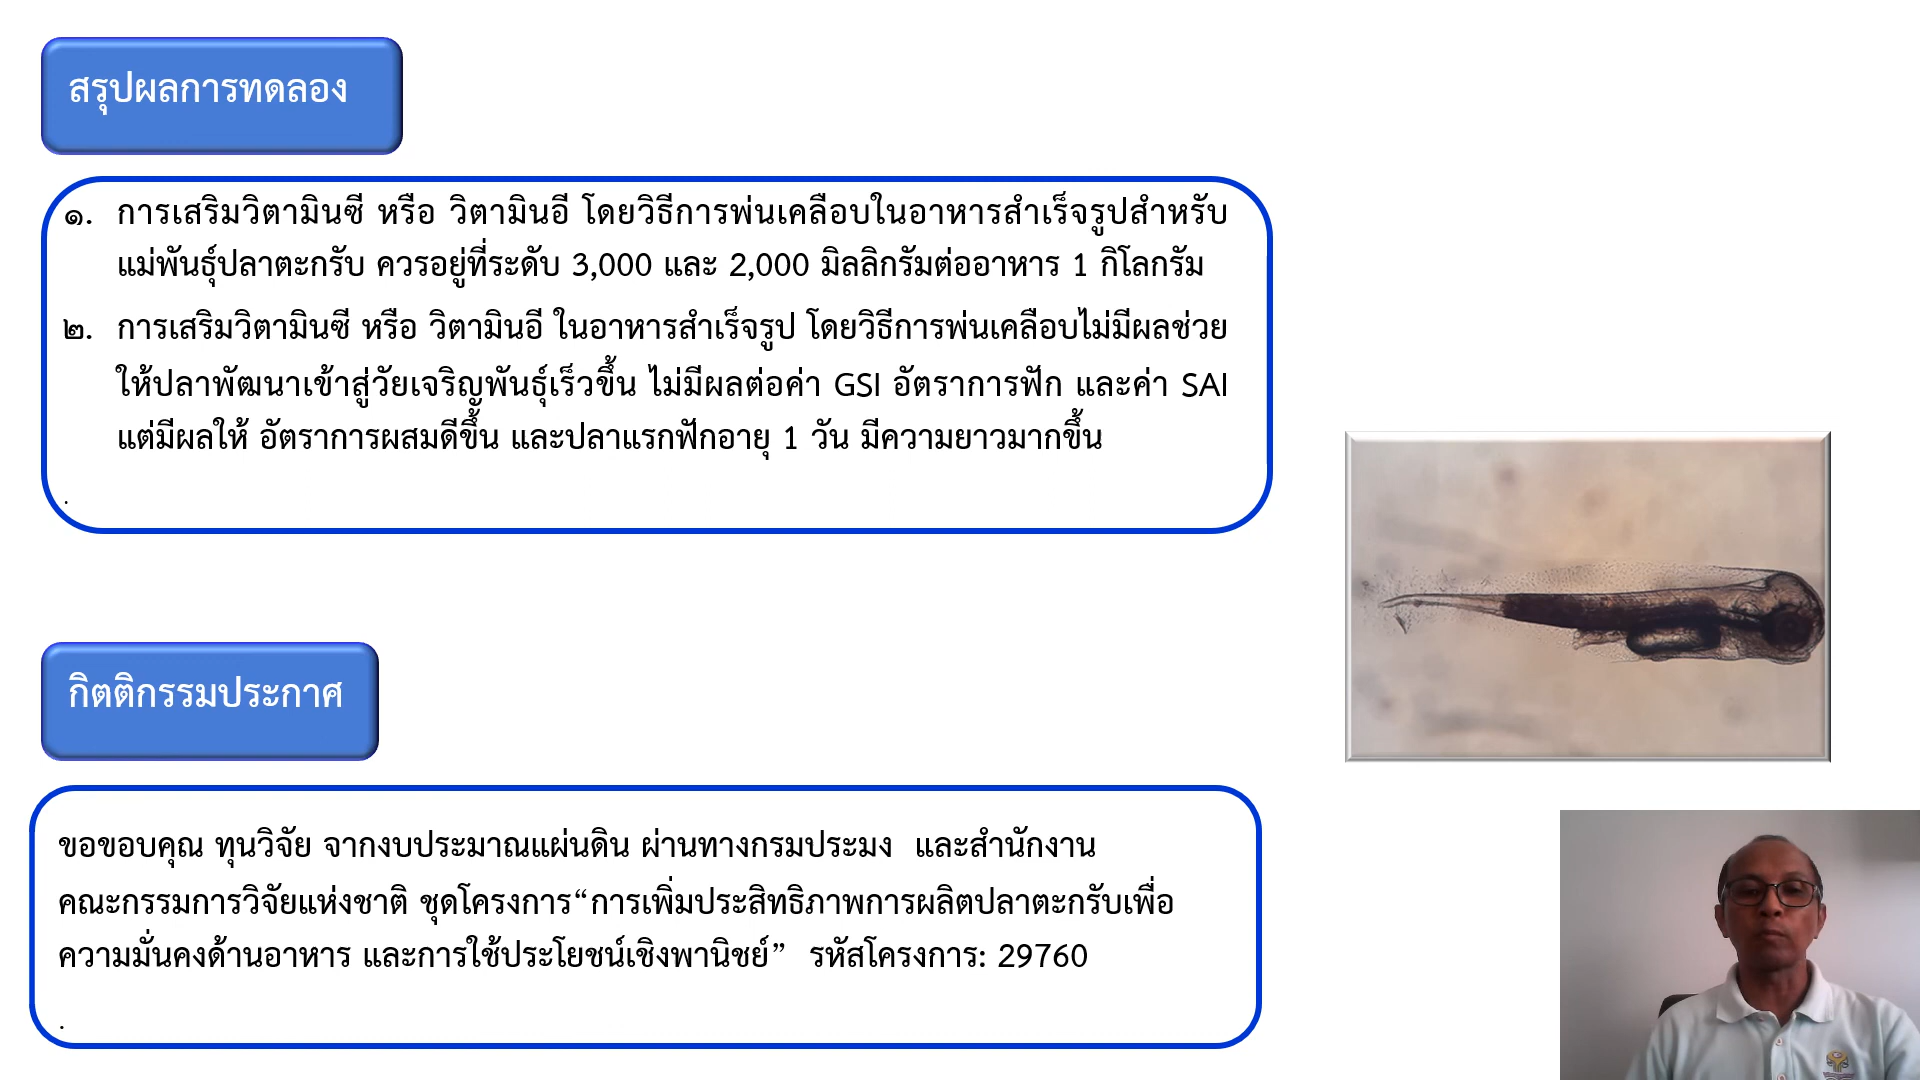 สรุปผลการทดลอง
๑. การเสริมวิตามินซี หรือ วิตามินอี โดยวิธีการพ่นเคลือบในอาหารสำเร็จรูปสำหรับ
แม่พันธุ์ปลาตะกรับ ควรอยู่ที่ระดับ 3,000 และ 2,000 มิลลิกรัมต่ออาหาร 1 กิโลกรัม
๒. การเสริมวิตามินซี หรือ วิตามินอี ในอาหารสำเร็จรูป โดยวิธีการพ่นเคลือบไม่มีผลช่วย
ให้ปลาพัฒนาเข้าสู่วัยเจริญพันธุ์เร็วขึ้น ไม่มีผลต่อค่า GSI อัตราการฟัก และค่า SAI
แต่มีผลให้ อัตราการผสมดีขึ้น และปลาแรกฟักอายุ 1 วัน มีความยาวมากขึ้น
.
กิตติกรรมประกาศ
ขอขอบคุณ ทุนวิจัย จากงบประมาณแผ่นดิน ผ่านทางกรมประมง และสำนักงาน
คณะกรรมการวิจัยแห่งชาติ ชุดโครงการ“การเพิ่มประสิทธิภาพการผลิตปลาตะกรับเพื่อ
ความมั่นคงด้านอาหาร และการใช้ประโยชน์เชิงพานิชย์” รหัสโครงการ: 29760
.